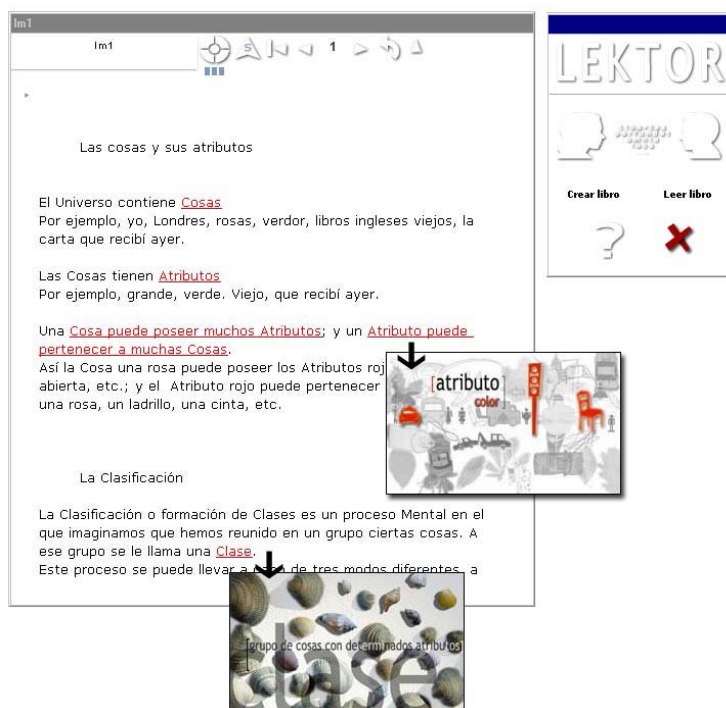 lm1
lm1
S
1
Las cosas y sus atributos
El Universo contiene Cosas
Por ejemplo, yo, Londres, rosas, verdor, libros ingleses viejos, la
carta que recibí ayer.
Las Cosas tienen Atributos
Por ejemplo, grande, verde. Viejo, que recibí ayer.
Una Cosa puede poseer muchos Atributos; y un Atributo puede
pertenecer a muchas Cosas.
Así la Cosa una rosa puede poseer los Atributos
abierta, etc.; y el Atributo rojo puede pertenecer
una rosa, un ladrillo, una cinta, etc.
[atributo]
color
La Clasificación
La Clasificación o formación de Clases es un proceso Mental en el
que imaginamos que hemos reunido en un grupo ciertas cosas. A
ese grupo se le llama una Clase.
Este proceso se puede llevar a cabo de tres modos diferentes, a
[grupo de cosas con determinados atributos]
clase
LEKTOR
Crear libro
Leer libro
?